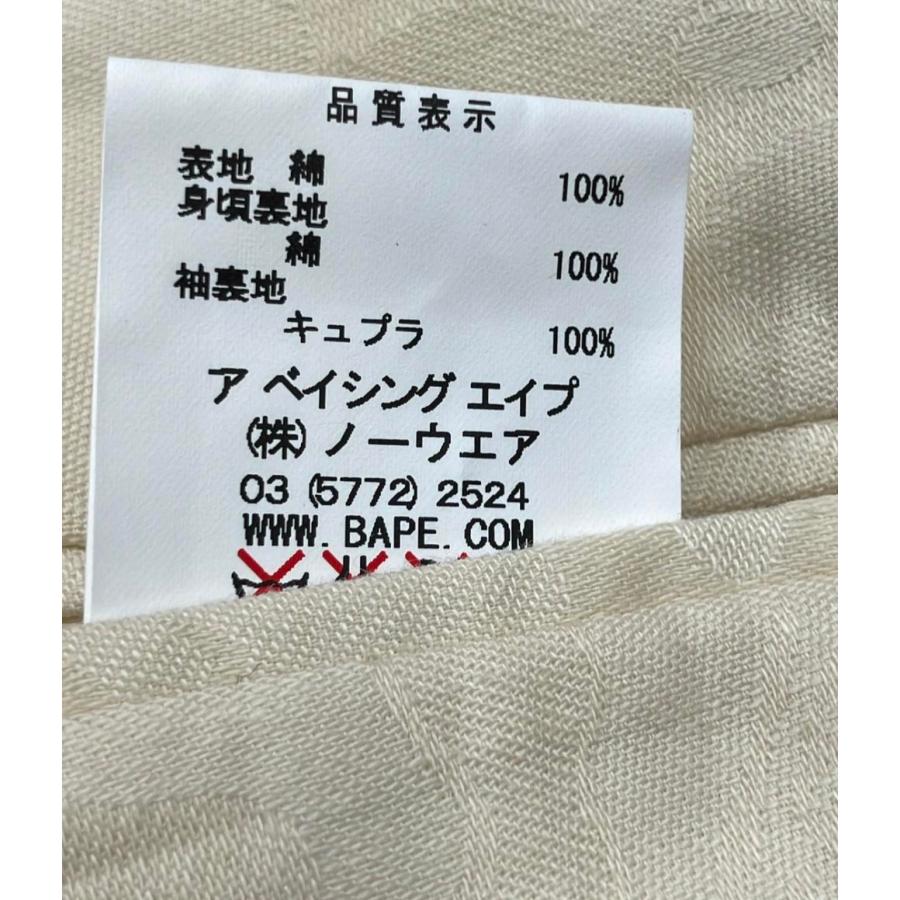 品質表示
表地 綿 100%
身頃裏地
綿 100%
袖裏地
キュプラ 100%
ア ベイシング エイプ
(株)ノーウエア
03 (5772) 2524
WWW. BAPE. COM